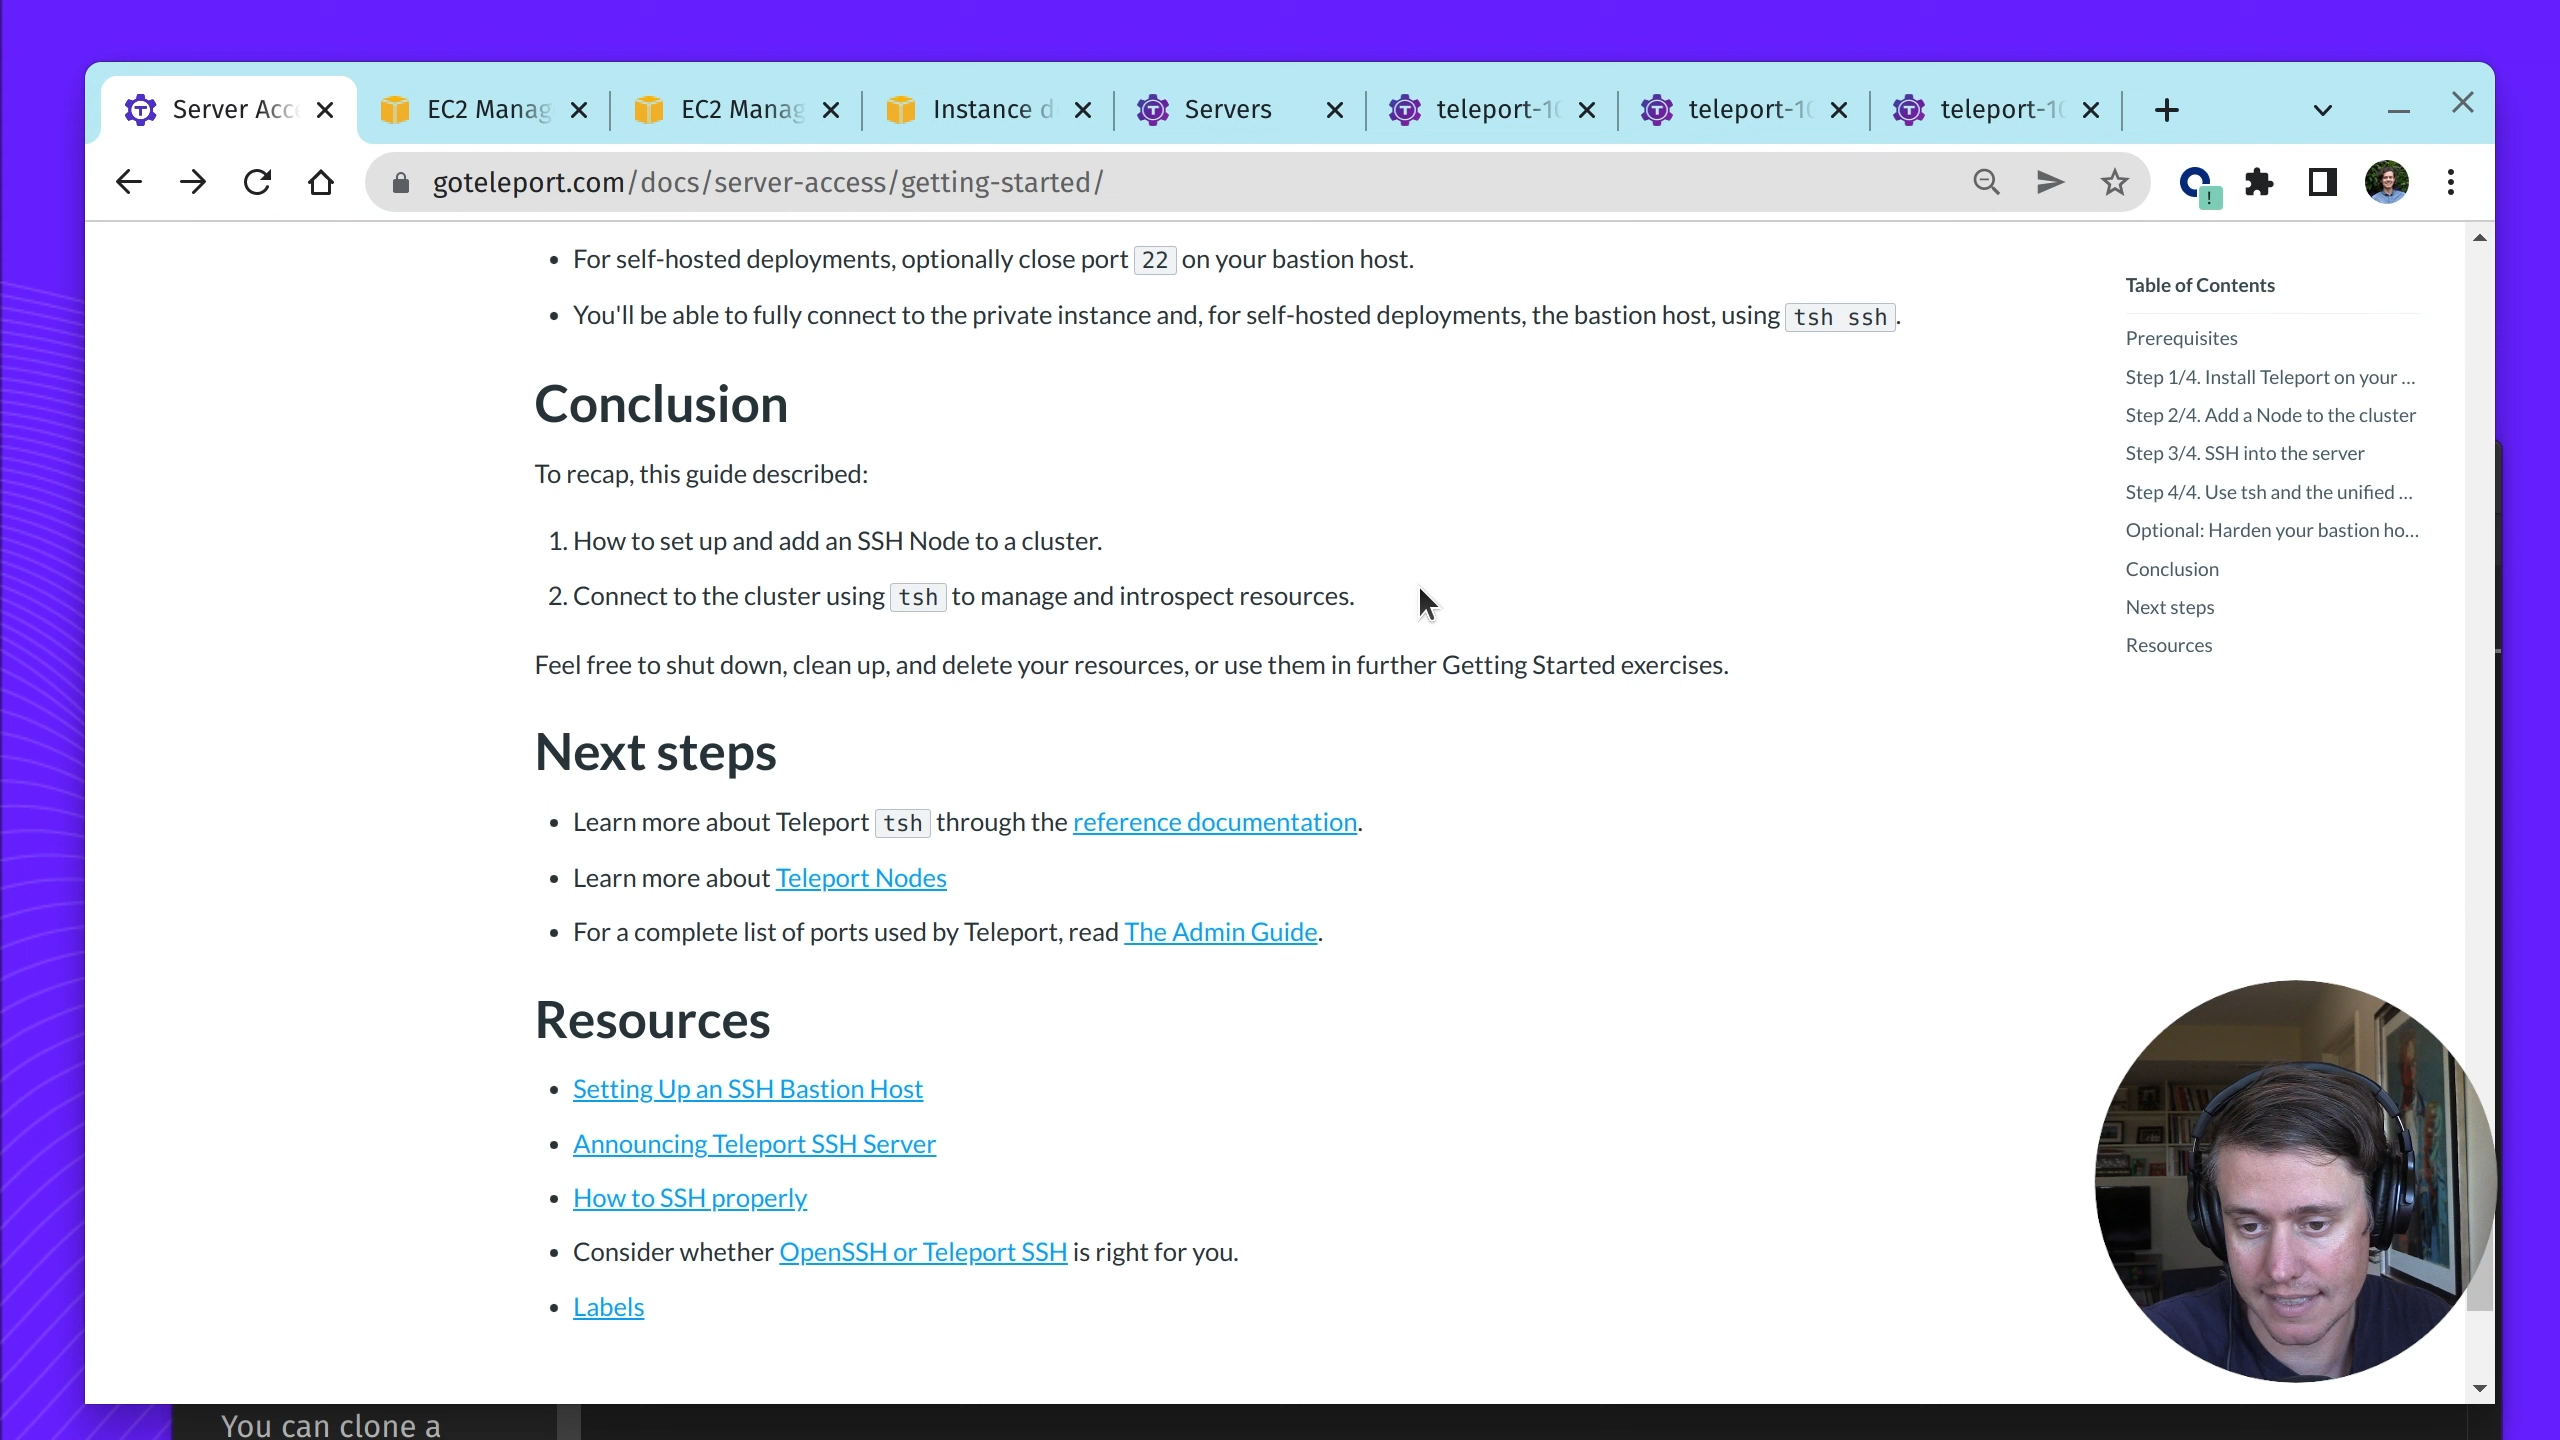 Server Acc
EC2 Manag
EC2 Manag
Instance d
Servers
teleport-10
teleport-10
teleport-10
goteleport.com/docs/server-access/getting-started/
• For self-hosted deployments, optionally close port 22 on your bastion host.
• You'll be able to fully connect to the private instance and, for self-hosted deployments, the bastion host, using tsh ssh.
Conclusion
To recap, this guide described:
1. How to set up and add an SSH Node to a cluster.
2. Connect to the cluster using tsh to manage and introspect resources.
Feel free to shut down, clean up, and delete your resources, or use them in further Getting Started exercises.
Next steps
• Learn more about Teleport tsh through the reference documentation.
• Learn more about Teleport Nodes
• For a complete list of ports used by Teleport, read The Admin Guide.
Resources
• Setting Up an SSH Bastion Host
• Announcing Teleport SSH Server
• How to SSH properly
• Consider whether OpenSSH or Teleport SSH is right for you.
• Labels
Table of Contents
Prerequisites
Step 1/4. Install Teleport on your ...
Step 2/4. Add a Node to the cluster
Step 3/4. SSH into the server
Step 4/4. Use tsh and the unified ...
Optional: Harden your bastion ho...
Conclusion
Next steps
Resources
You can clone a